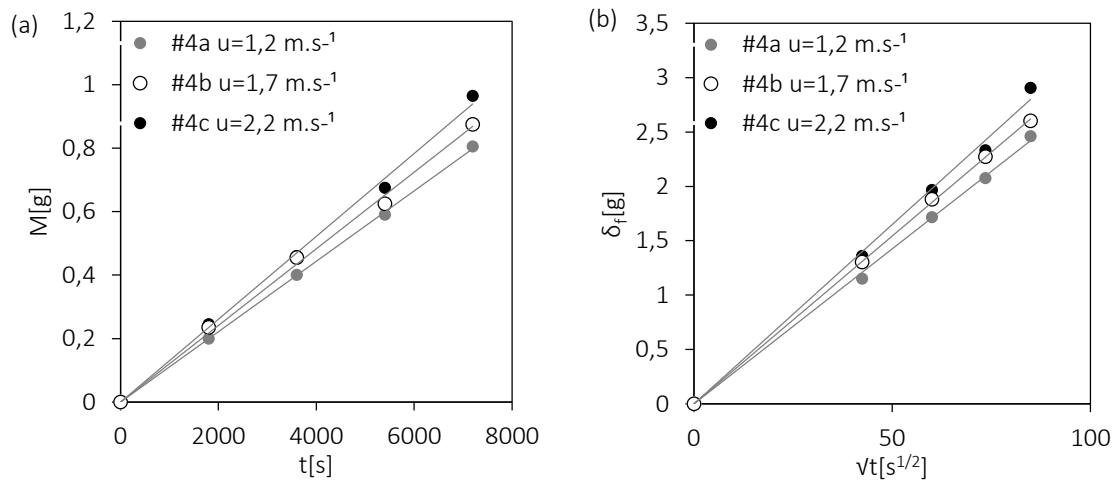 (a)
1,2
1
0,8
0,6
0,4
0,2
0
M[g]
#4a u=1,2 m.s-¹
#4b u=1,7 m.s-¹
#4c u=2,2 m.s-¹
0 2000 4000 6000 8000
t[s]
(b)
3,5
3
2,5
2
1,5
1
0,5
0
δf[g]
#4a u=1,2 m.s-¹
#4b u=1,7 m.s-¹
#4c u=2,2 m.s-¹
0 50 100
√t[s¹/²]